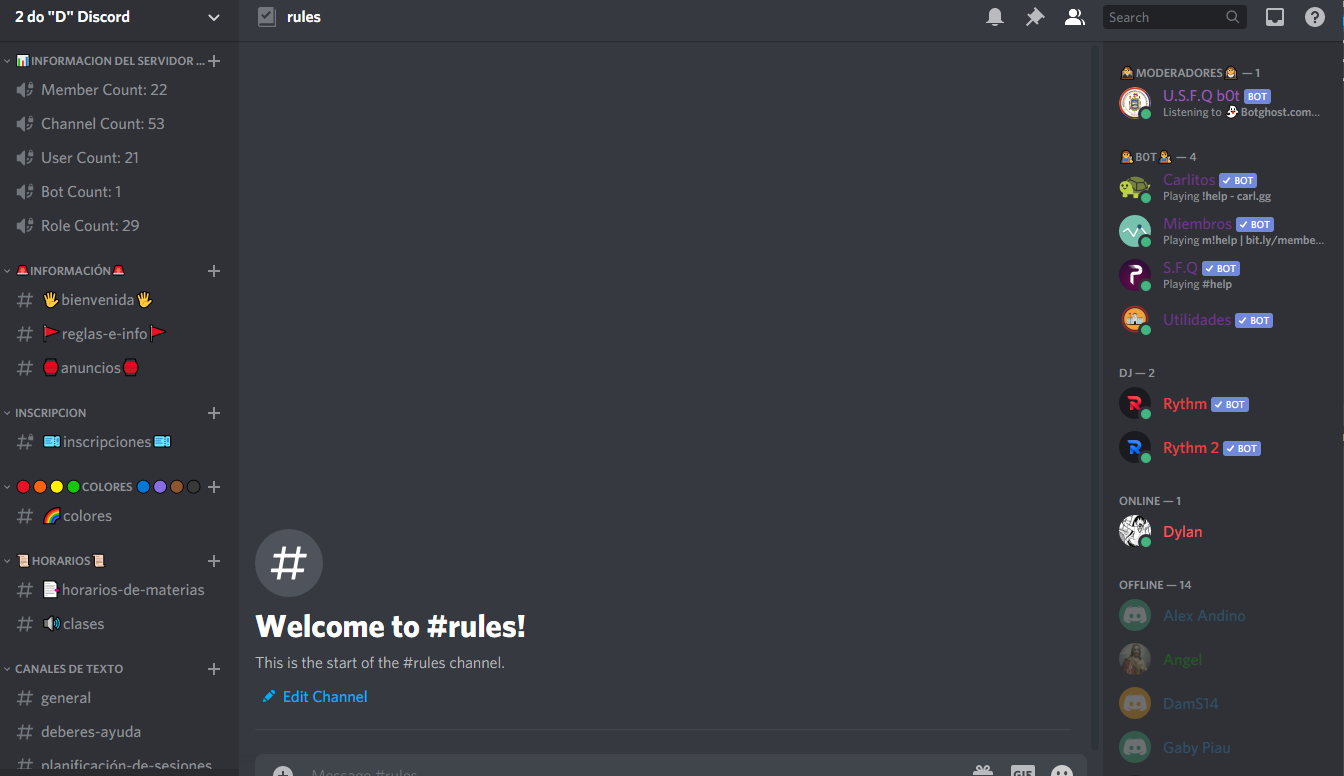 2 do "D" Discord
INFORMACION DEL SERVIDOR ...
Member Count: 22
Channel Count: 53
User Count: 21
Bot Count: 1
Role Count: 29
INFORMACIÓN
bienvenida
reglas-e-info
anuncios
INSCRIPCION
inscripciones
COLORES
colores
HORARIOS
horarios-de-materias
clases
CANALES DE TEXTO
general
deberes-ayuda
planificación-de-sesiones
rules
Search
Welcome to #rules!
This is the start of the #rules channel.
Edit Channel
Message #rules
GIF
MODERADORES — 1
U.S.F.Q b0t BOT
Listening to Botghost.com...
BOT — 4
Carlitos BOT
Playing !help - carl.gg
Miembros BOT
Playing m!help | bit.ly/membe...
S.F.Q BOT
Playing #help
Utilidades BOT
DJ — 2
Rythm BOT
Rythm 2 BOT
ONLINE — 1
Dylan
OFFLINE — 14
Alex Andino
Angel
DamS14
Gaby Piau